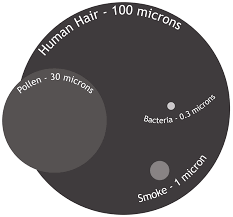 Human Hair - 100 microns
Pollen - 30 microns
Bacteria - 0.3 microns
Smoke - 1 micron